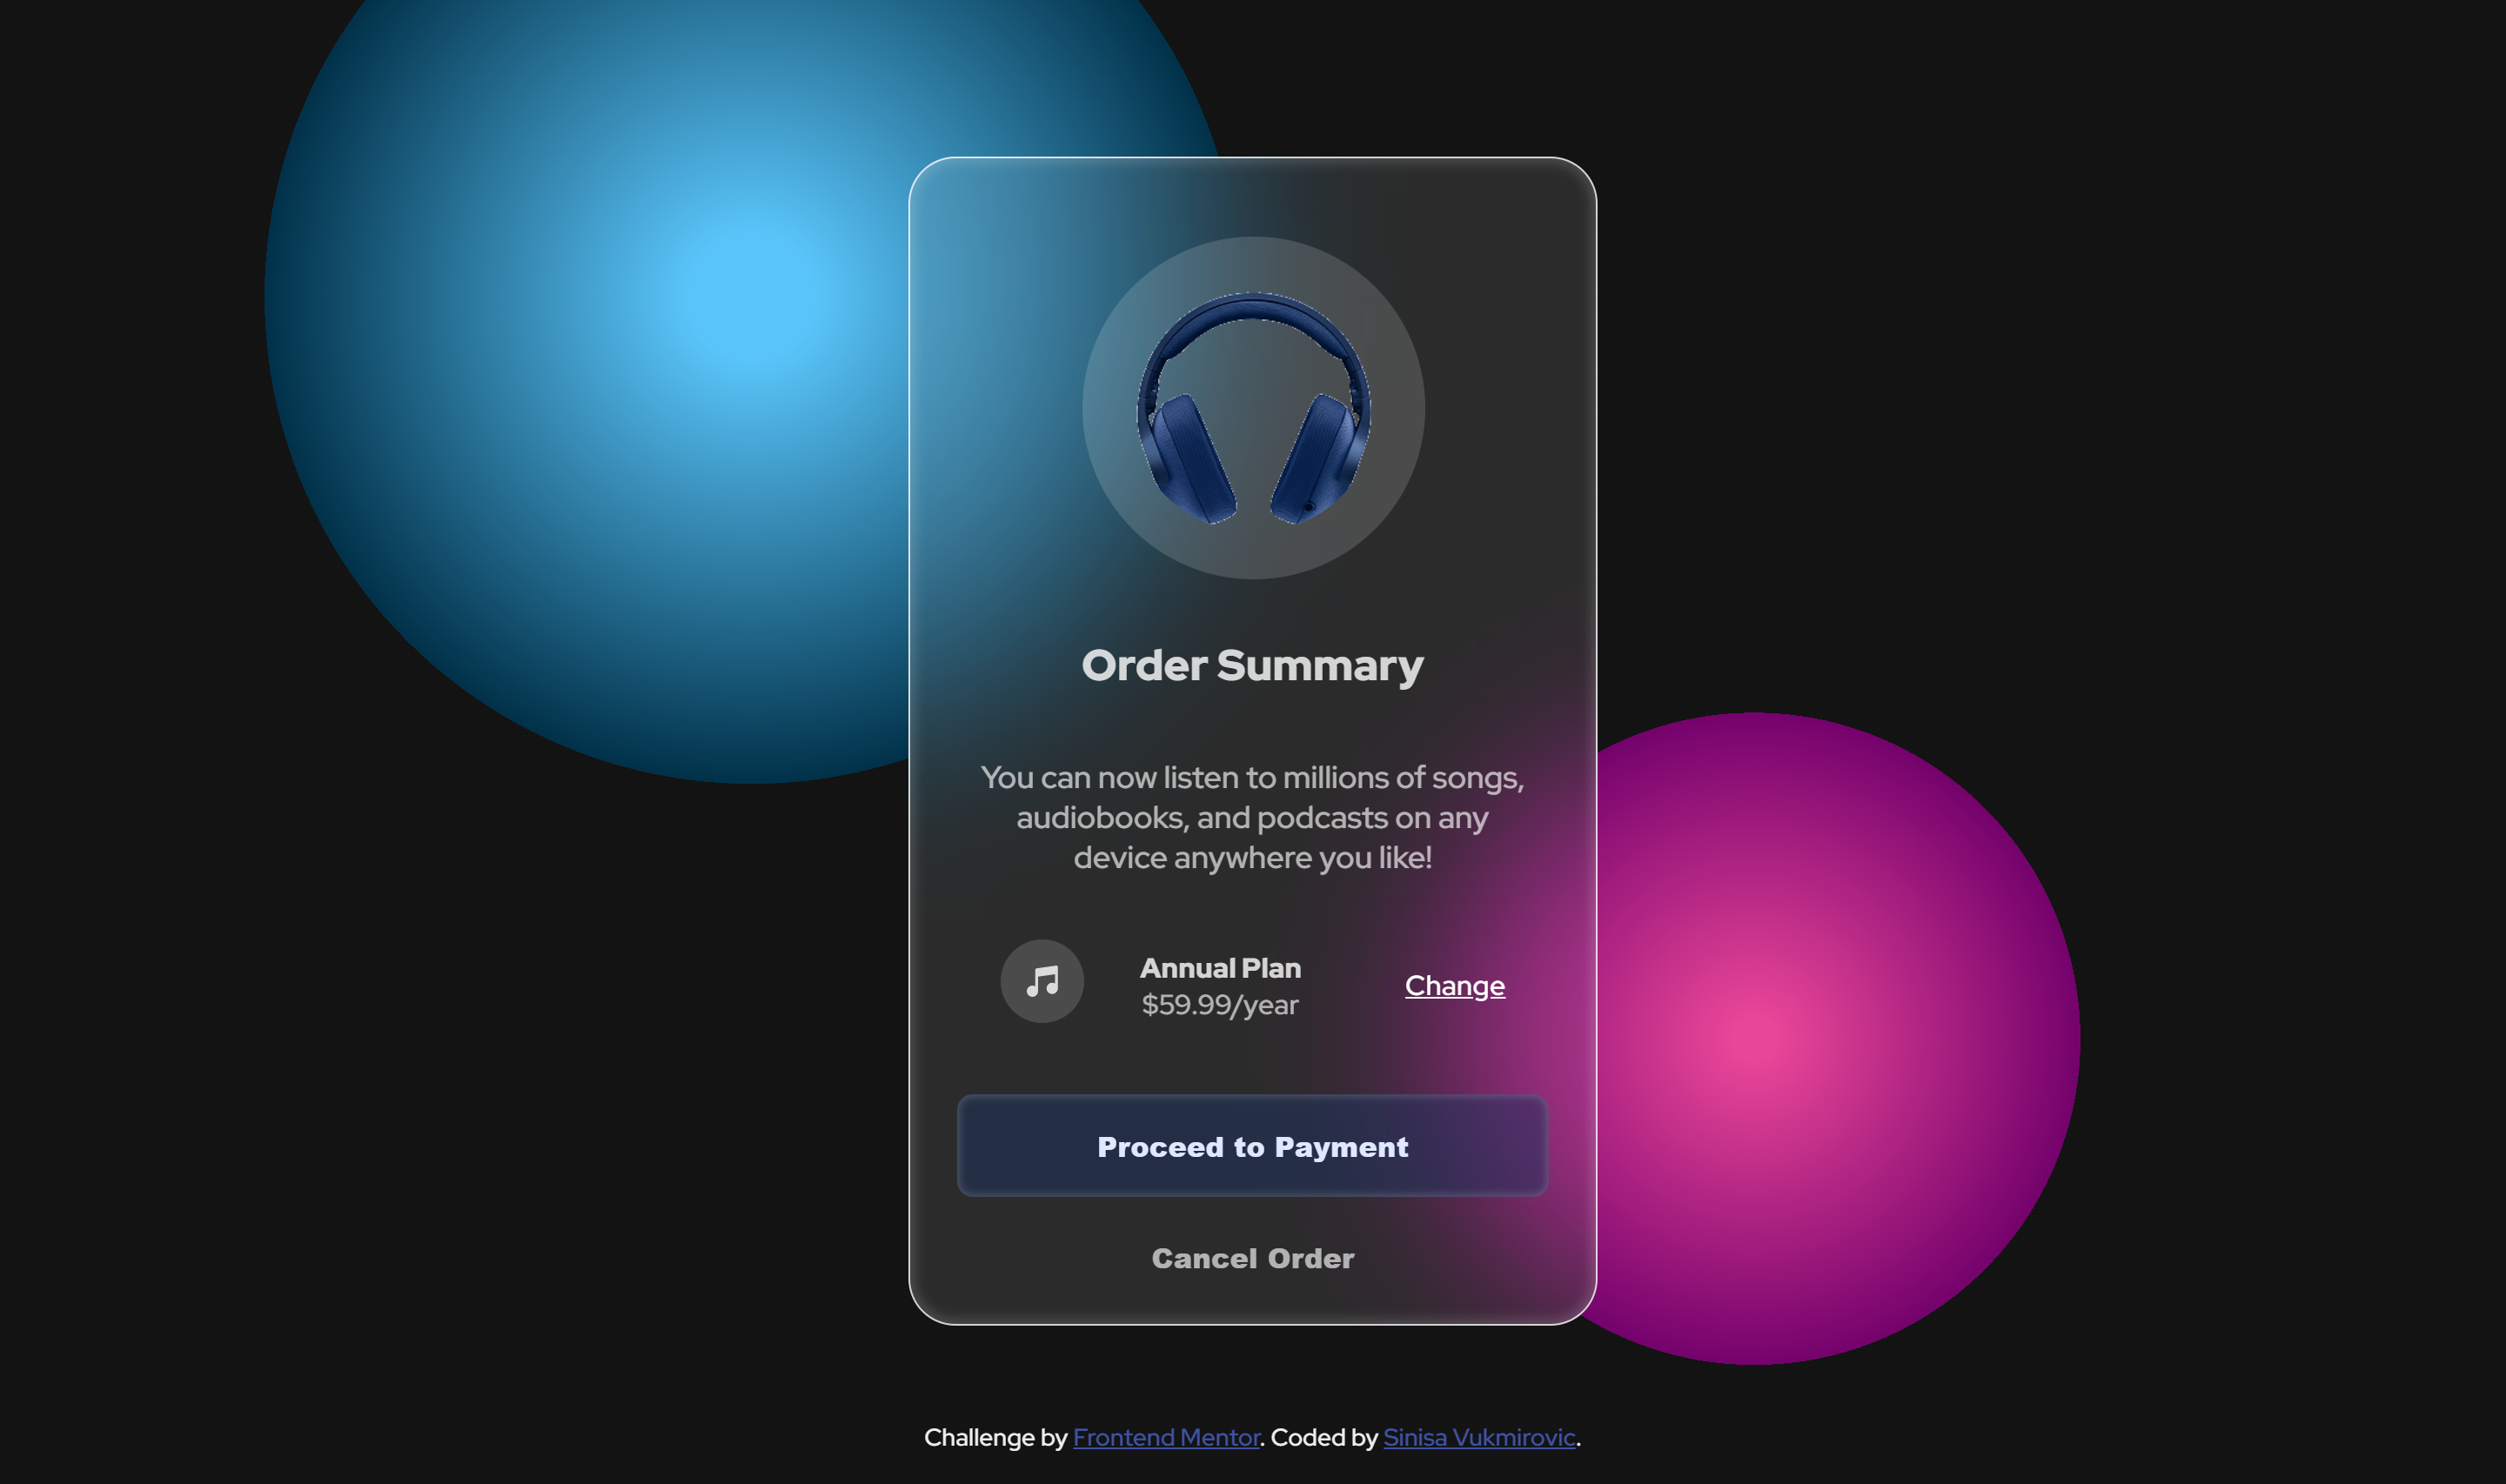 Order Summary
You can now listen to millions of songs,
audiobooks, and podcasts on any
device anywhere you like!
Annual Plan
$59.99/year
Change
Proceed to Payment
Cancel Order
Challenge by Frontend Mentor. Coded by Sinisa Vukmirovic.